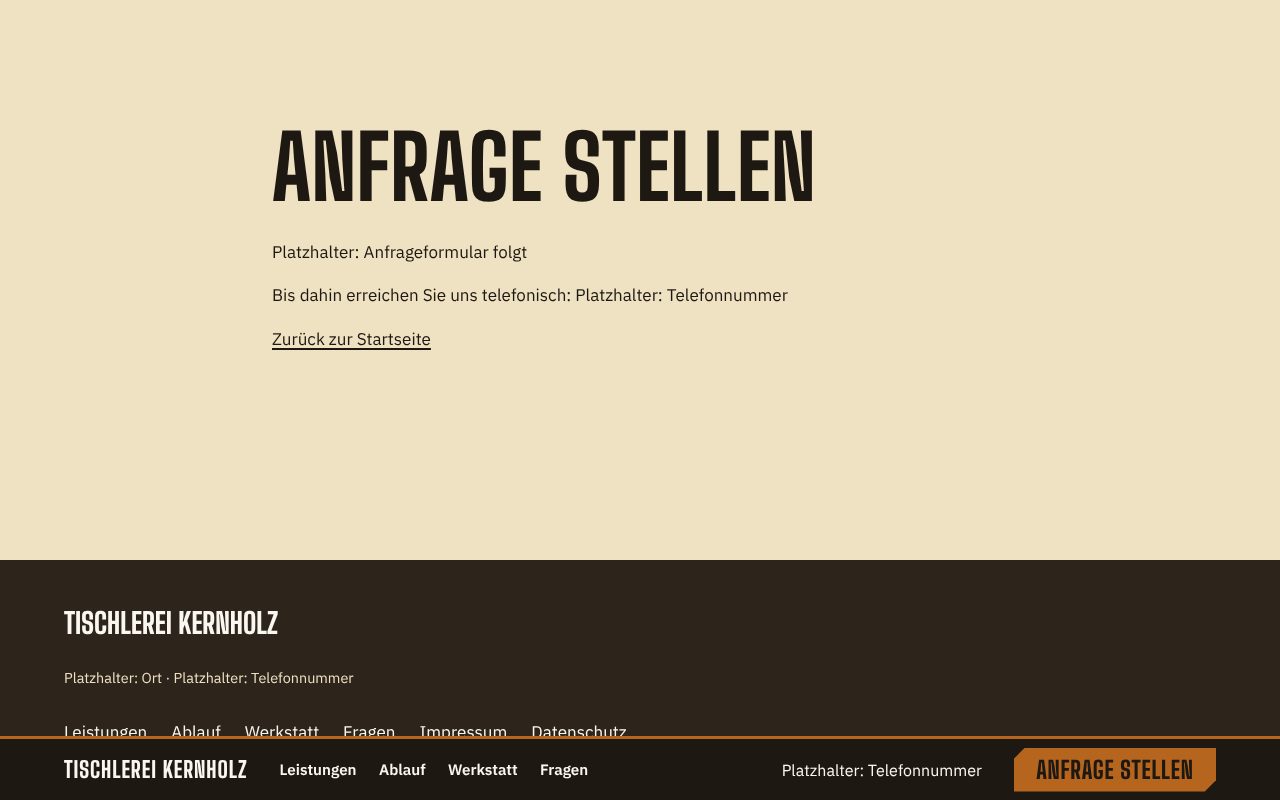 ANFRAGE STELLEN
Platzhalter: Anfrageformular folgt
Bis dahin erreichen Sie uns telefonisch: Platzhalter: Telefonnummer
Zurück zur Startseite
TISCHLEREI KERNHOLZ
Platzhalter: Ort · Platzhalter: Telefonnummer
Leistungen Ablauf Werkstatt Fragen Impressum Datenschutz
TISCHLEREI KERNHOLZ Leistungen Ablauf Werkstatt Fragen Platzhalter: Telefonnummer ANFRAGE STELLEN